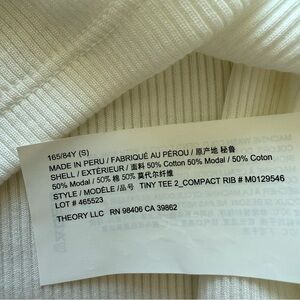 165/84Y (S)
MADE IN PERU / FABRIQUÉ AU PÉROU / 原产地 秘鲁
SHELL / EXTÉRIEUR / 面料 50% Cotton 50% Modal / 50% Coton
50% Modal / 50% 棉 50% 莫代尔纤维
STYLE / MODÈLE / 品号 TINY TEE 2_COMPACT RIB # M0129546
LOT # 465523
THEORY LLC RN 98406 CA 39862